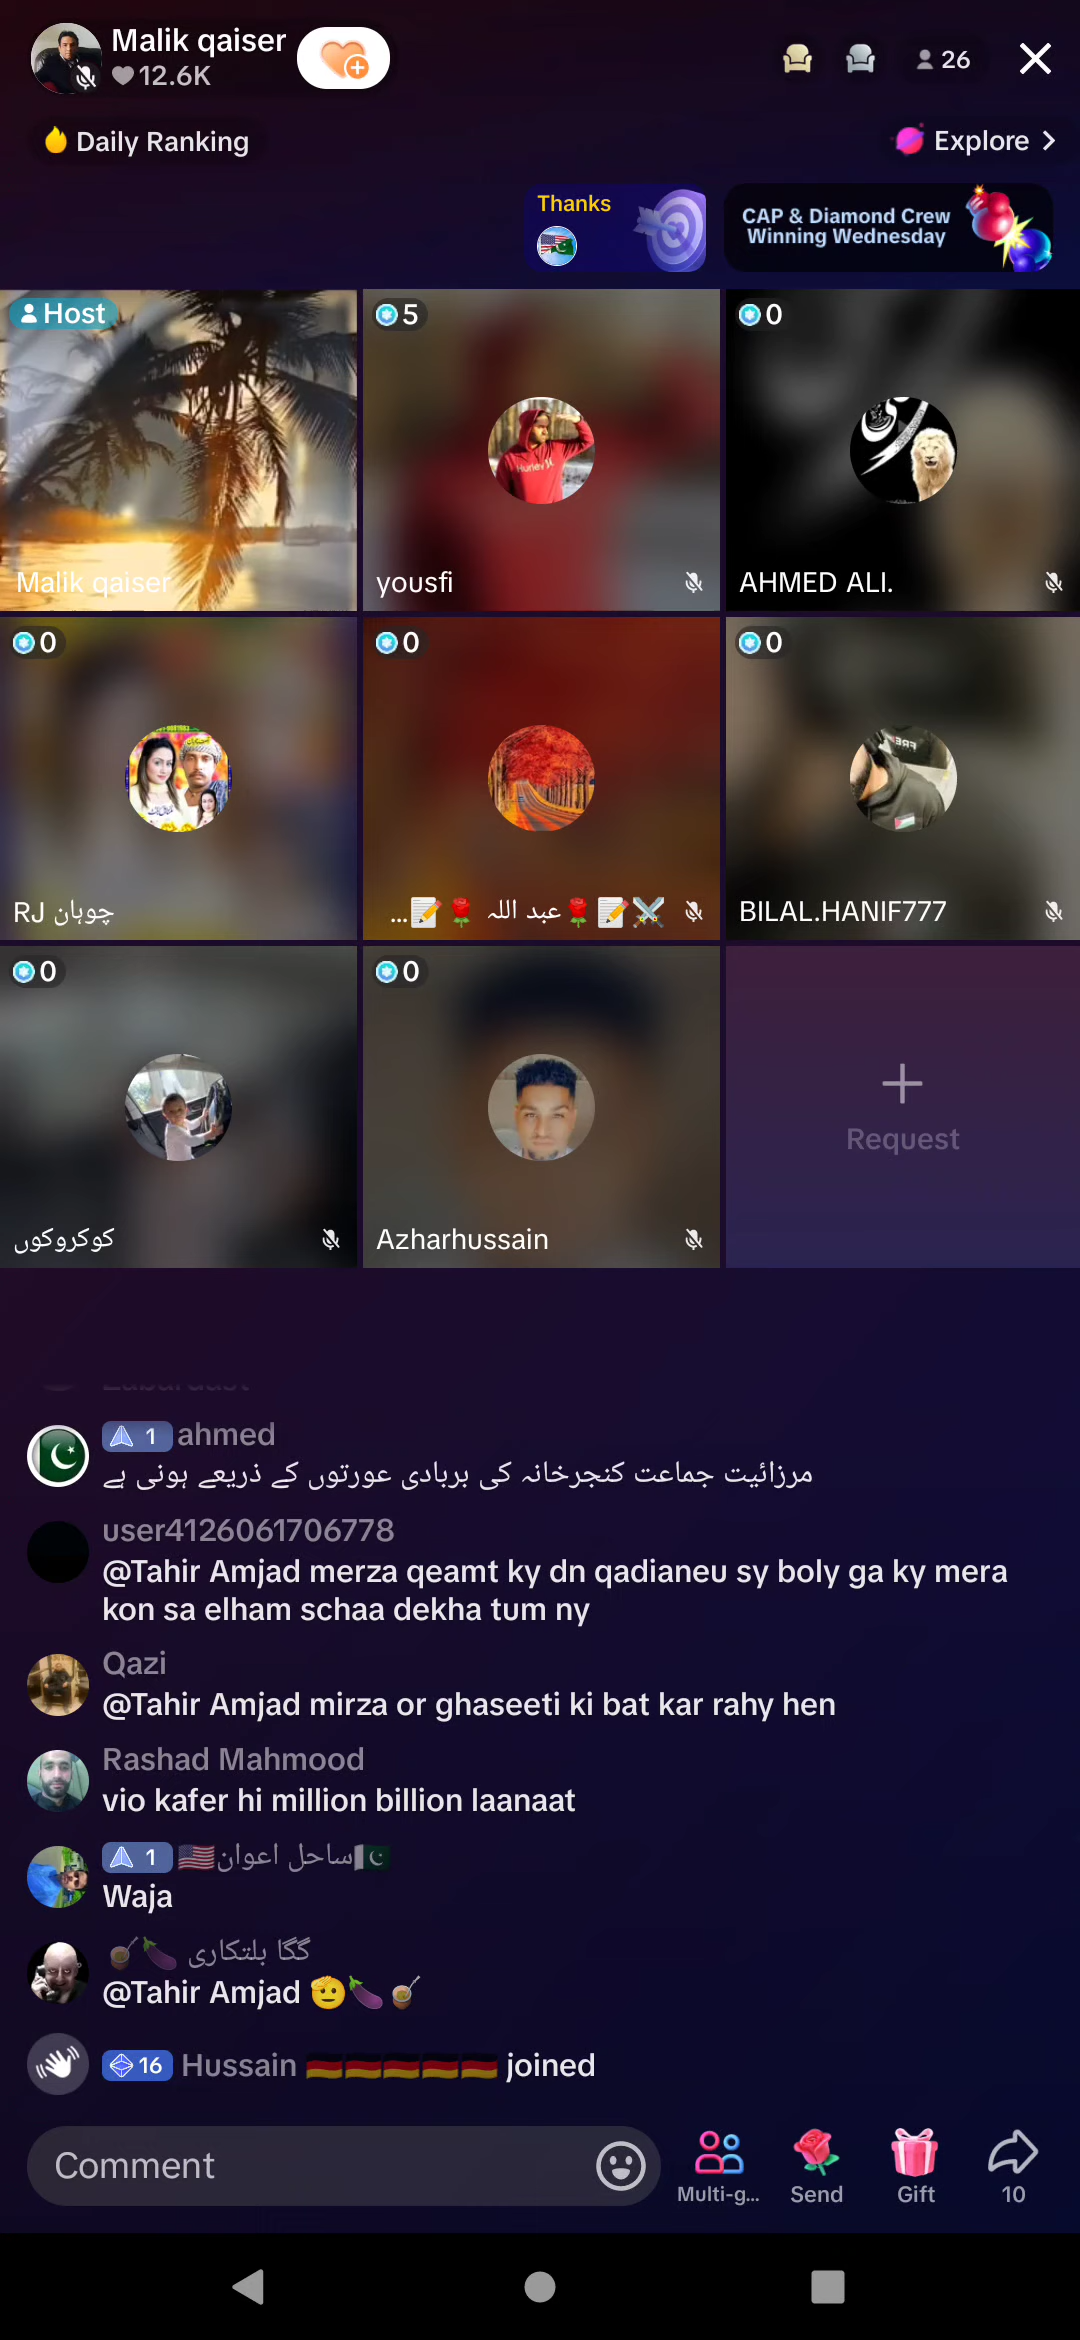 Malik qaiser
12.6K
26
Daily Ranking
Explore
Thanks
CAP & Diamond Crew
Winning Wednesday
Host
Malik qaiser
5
Hurley
yousfi
0
AHMED ALI.
0
RJ چوہان
0
عبد اللہ ...
0
BILAL.HANIF777
0
کوکروکوں
0
Azharhussain
Request
1 ahmed
مرزائیت جماعت کنجرخانہ کی بربادی عورتوں کے ذریعے ہونی ہے
user4126061706778
@Tahir Amjad merza qeamt ky dn qadianeu sy boly ga ky mera
kon sa elham schaa dekha tum ny
Qazi
@Tahir Amjad mirza or ghaseeti ki bat kar rahy hen
Rashad Mahmood
vio kafer hi million billion laanaat
1 🇺🇸ساحل اعوان🇵🇰
Waja
گگا بلتکاری 🍆🧉
@Tahir Amjad 🫡🍆🧉
16 Hussain 🇩🇪🇩🇪🇩🇪🇩🇪🇩🇪 joined
Comment
Multi-g...
Send
Gift
10